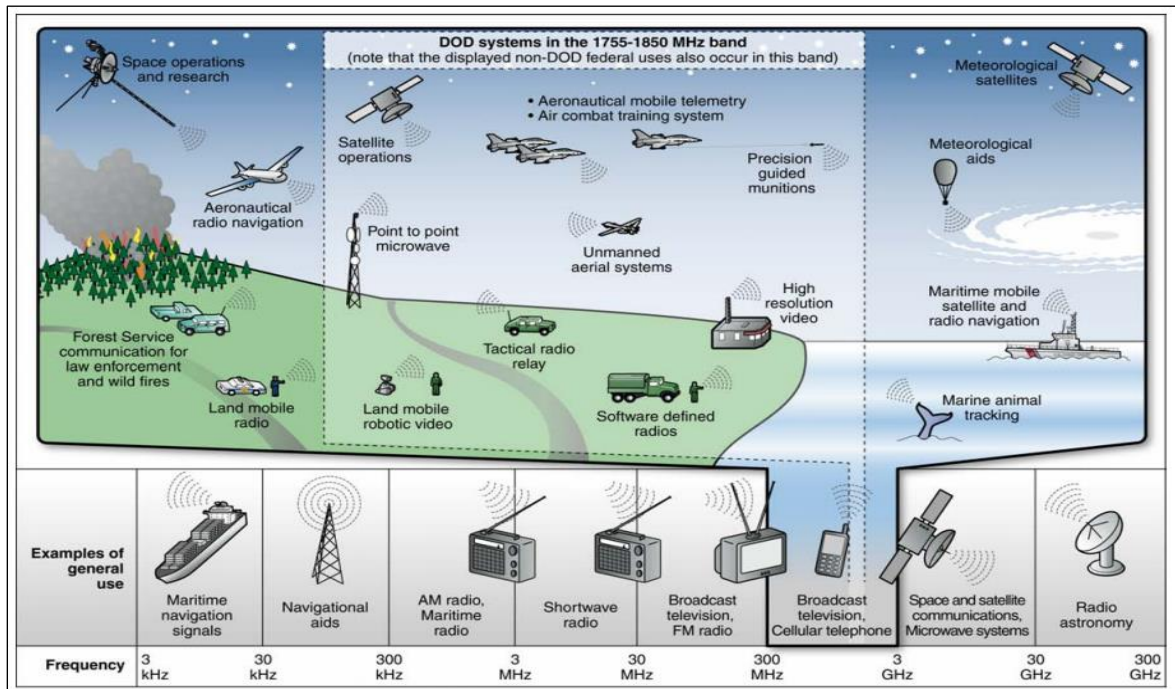 DOD systems in the 1755-1850 MHz band
(note that the displayed non-DOD federal uses also occur in this band)
Space operations
and research
Satellite
operations
• Aeronautical mobile telemetry
• Air combat training system
Precision
guided
munitions
Meteorological
satellites
Meteorological
aids
Aeronautical
radio navigation
Point to point
microwave
Unmanned
aerial systems
High
resolution
video
Maritime mobile
satellite and
radio navigation
Forest Service
communication for
law enforcement
and wild fires
Tactical radio
relay
Land mobile
radio
Land mobile
robotic video
Software defined
radios
Marine animal
tracking
Examples of
general
use
Maritime
navigation
signals
Navigational
aids
AM radio,
Maritime
radio
Shortwave
radio
Broadcast
television,
FM radio
Broadcast
television,
Cellular telephone
Space and satellite
communications,
Microwave systems
Radio
astronomy
Frequency
3
kHz
30
kHz
300
kHz
3
MHz
30
MHz
300
MHz
3
GHz
30
GHz
300
GHz